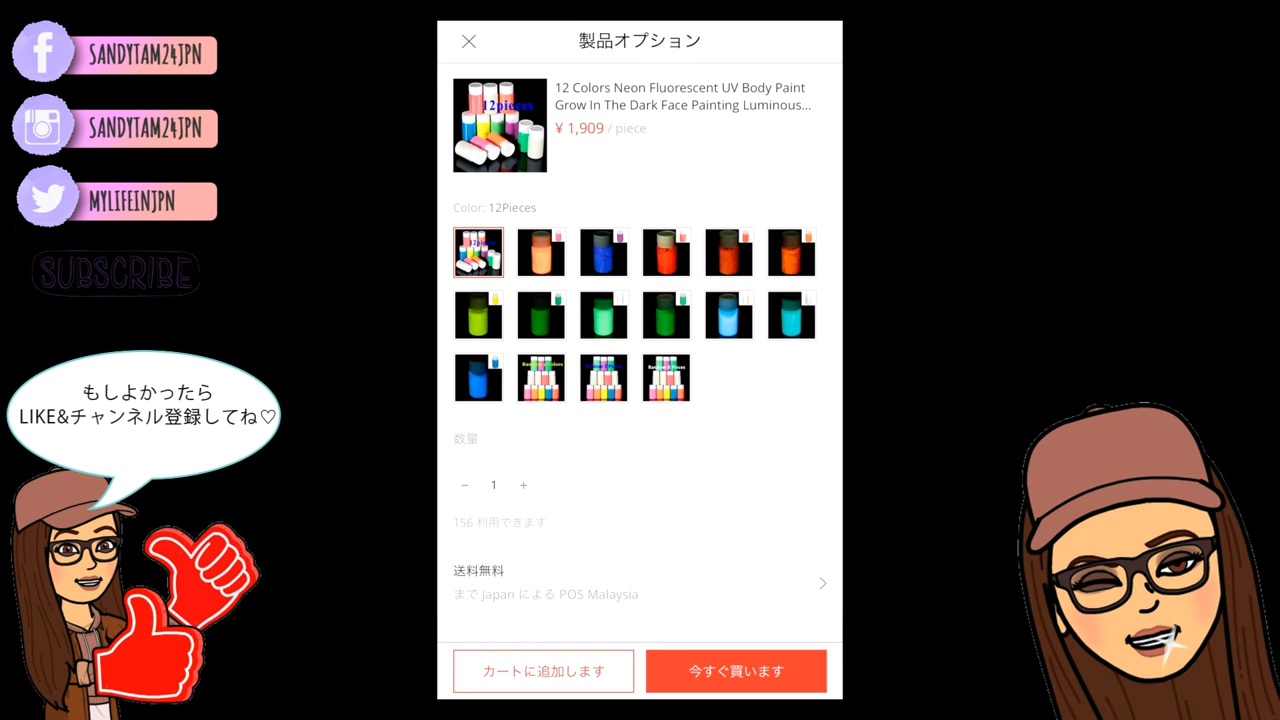 SANDYTAM24JPN
SANDYTAM24JPN
MYLIFEINJPN
SUBSCRIBE
もしよかったら
LIKE&チャンネル登録してね♡
製品オプション
12pieces
12 Colors Neon Fluorescent UV Body Paint
Grow In The Dark Face Painting Luminous...
¥ 1,909 / piece
Color: 12Pieces
数量
− 1 +
156 利用できます
送料無料
まで Japan による POS Malaysia
カートに追加します
今すぐ買います